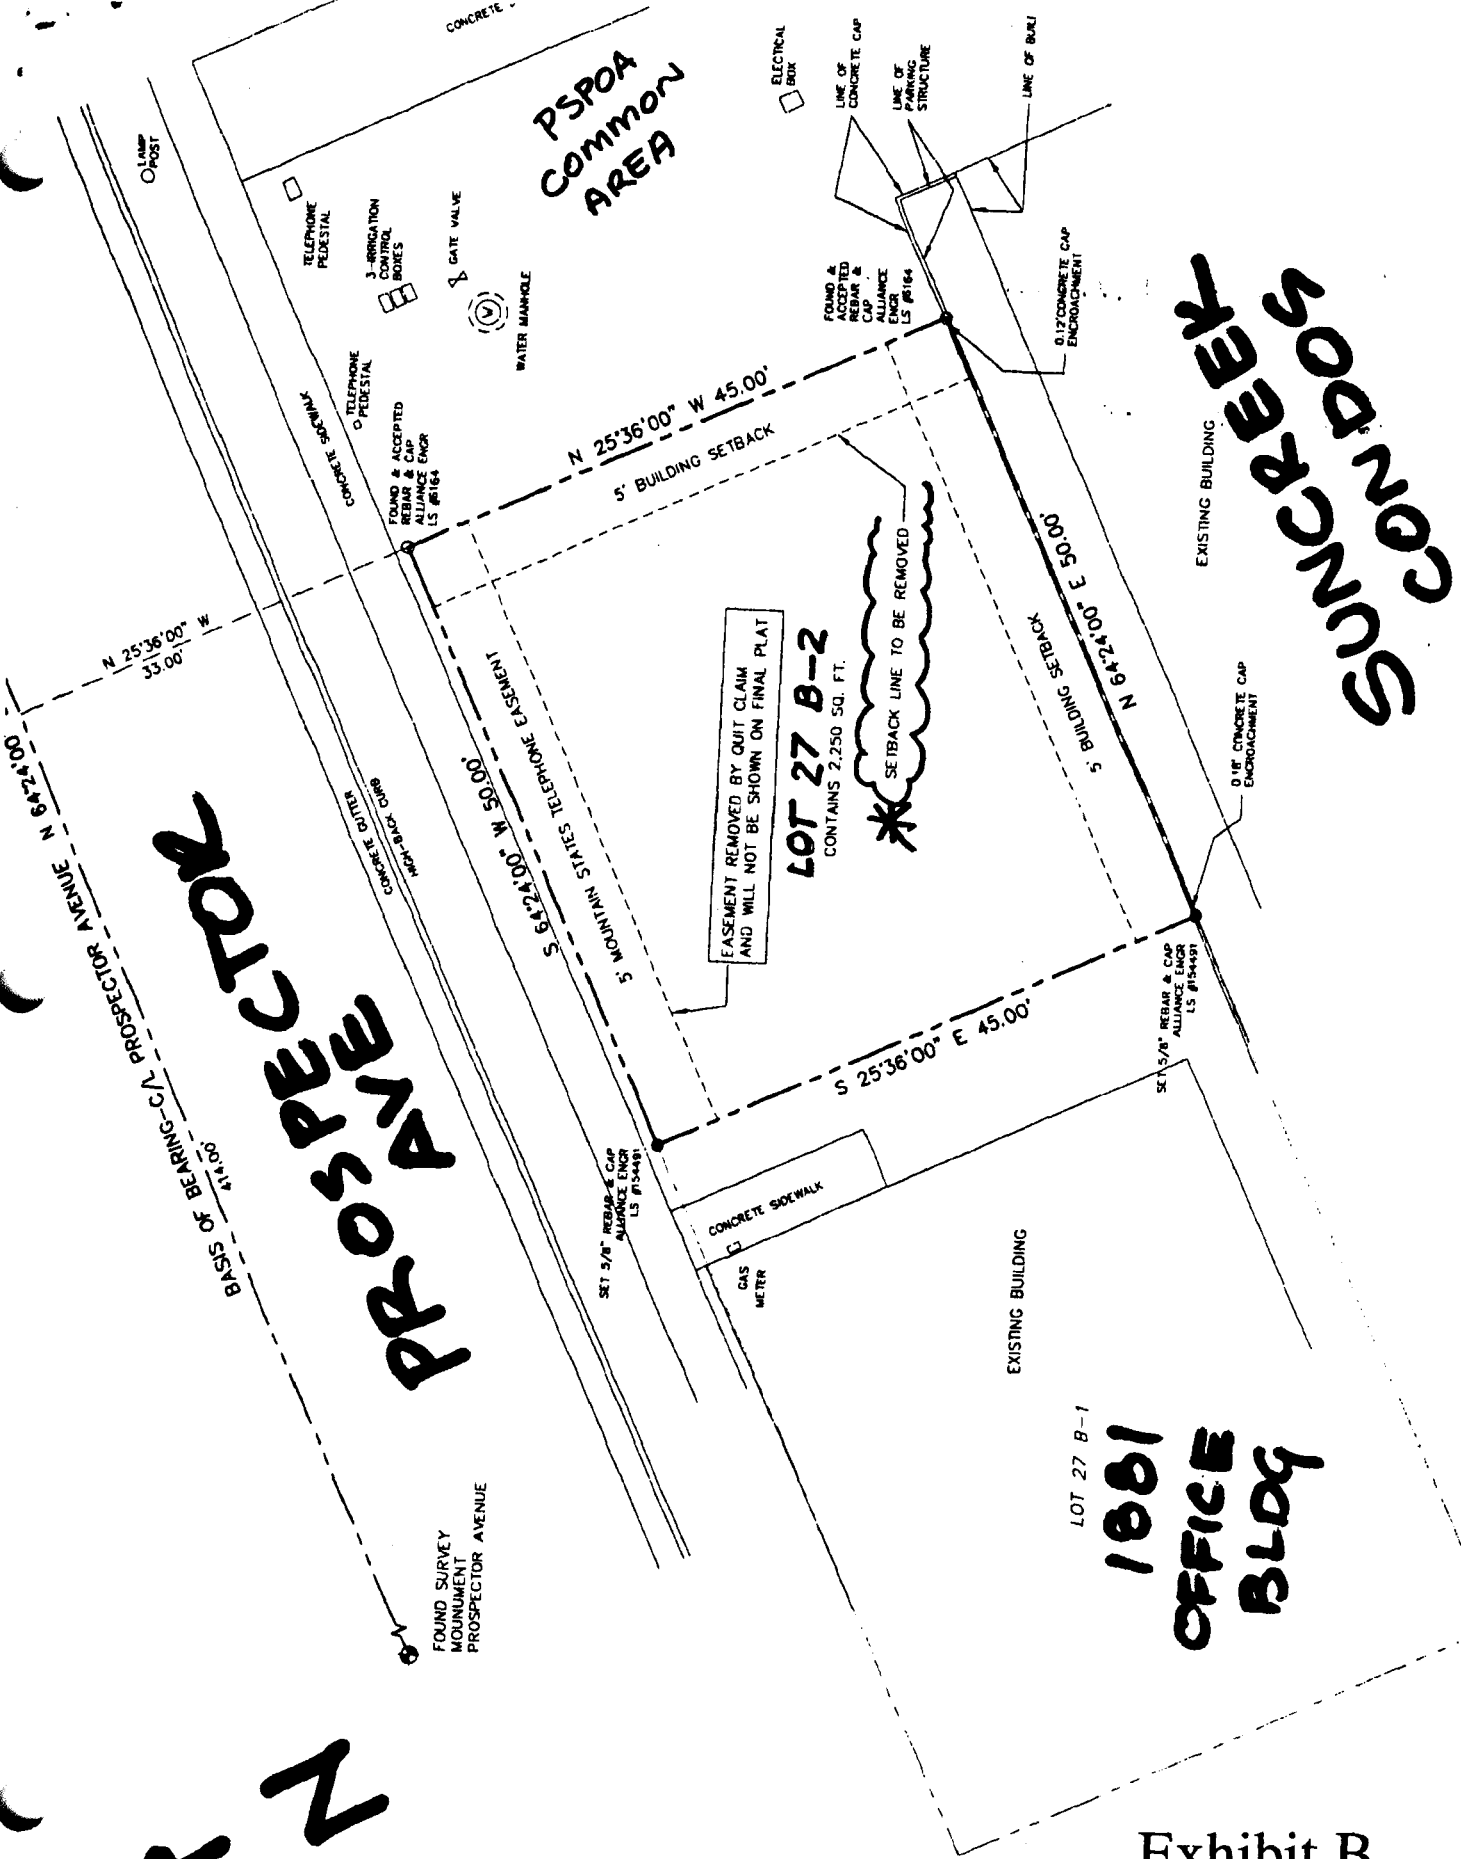 CONCRETE
PSPOA
COMMON
AREA
ELECTICAL
BOX
LINE OF
CONCRETE CAP
LINE OF
PARKING
STRUCTURE
LINE OF
LAMP
POST
TELEPHONE
PEDESTAL
3-IRRIGATION
CONTROL
BOXES
GATE VALVE
W
WATER MANHOLE
TELEPHONE
PEDESTAL
CONCRETE SIDEWALK
FOUND & ACCEPTED
REBAR & CAP
ALLIANCE ENGR
LS #6164
FOUND &
ACCEPTED
REBAR &
CAP
ALLIANCE
ENGR
LS #6164
0.12'CONCRETE CAP
ENCROACHMENT
N 25°36'00" W 45.00'
5' BUILDING SETBACK
N 25°36'00" W
33.00'
BASIS OF BEARING-C/L PROSPECTOR AVENUE N 64°24'00
414.00'
PROSPECTOR
AVE
CONCRETE GUTTER
HIGH-BACK CURB
S 64°24'00" W 50.00'
5' MOUNTAIN STATES TELEPHONE EASEMENT
EASEMENT REMOVED BY QUIT CLAIM
AND WILL NOT BE SHOWN ON FINAL PLAT
LOT 27 B-2
CONTAINS 2,250 SQ. FT.
* SETBACK LINE TO BE REMOVED
5' BUILDING SETBACK
N 64°24'00" E 50.00'
EXISTING BUILDING
SUNCREEK
CONDOS
0.18' CONCRETE CAP
ENCROACHMENT
S 25°36'00" E 45.00'
SET 5/8" REBAR & CAP
ALLIANCE ENGR
LS #154491
SET 5/8" REBAR & CAP
ALLIANCE ENGR
LS #154491
CONCRETE SIDEWALK
GAS
METER
EXISTING BUILDING
LOT 27 B-1
1881
OFFICE
BLDG
FOUND SURVEY
MOUNUMENT
PROSPECTOR AVENUE
N
Exhibit B